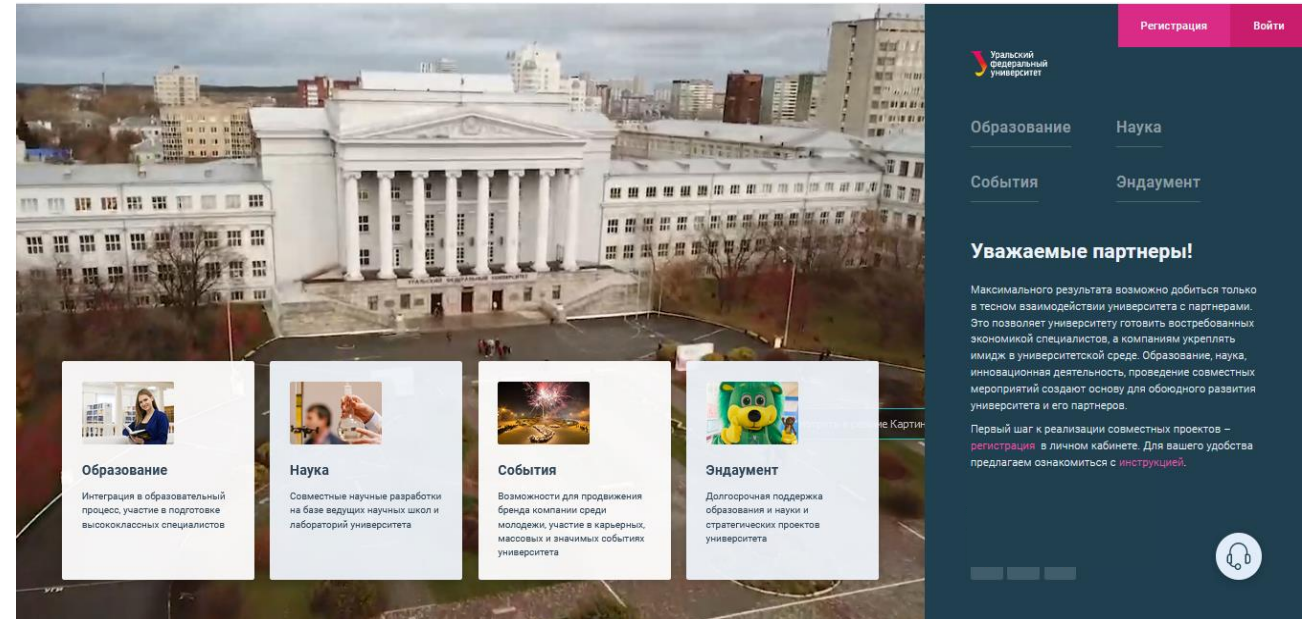 Регистрация
Войти
Уральский
федеральный
университет
Образование
Наука
События
Эндаумент
Уважаемые партнеры!
Максимального результата возможно добиться только
в тесном взаимодействии университета с партнерами.
Это позволяет университету готовить востребованных
экономикой специалистов, а компаниям укреплять
имидж в университетской среде. Образование, наука,
инновационная деятельность, проведение совместных
мероприятий создают основу для обоюдного развития
университета и его партнеров.
Первый шаг к реализации совместных проектов –
регистрация в личном кабинете. Для вашего удобства
предлагаем ознакомиться с инструкцией.
УРАЛЬСКИЙ ФЕДЕРАЛЬНЫЙ УНИВЕРСИТЕТ
Образование
Интеграция в образовательный
процесс, участие в подготовке
высококлассных специалистов
Наука
Совместные научные разработки
на базе ведущих научных школ и
лабораторий университета
События
Возможности для продвижения
бренда компании среди
молодежи, участие в карьерных,
массовых и значимых событиях
университета
Эндаумент
Долгосрочная поддержка
образования и науки и
стратегических проектов
университета